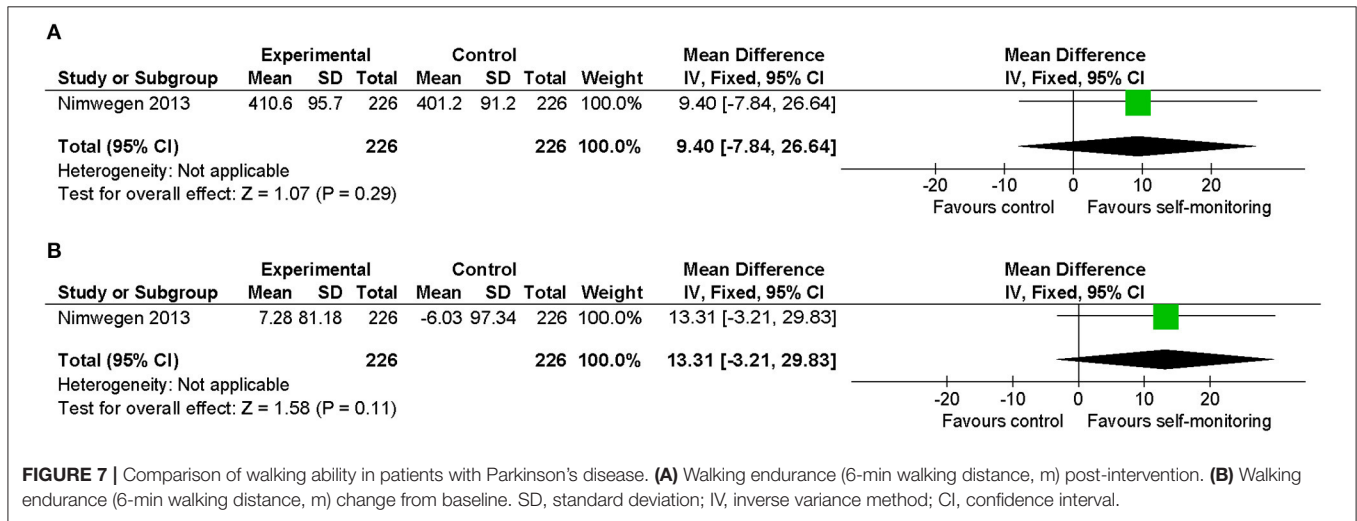 A
Experimental Control Mean Difference Mean Difference
Study or Subgroup Mean SD Total Mean SD Total Weight IV, Fixed, 95% CI IV, Fixed, 95% CI
Nimwegen 2013 410.6 95.7 226 401.2 91.2 226 100.0% 9.40 [-7.84, 26.64]
Total (95% CI) 226 226 100.0% 9.40 [-7.84, 26.64]
Heterogeneity: Not applicable
Test for overall effect: Z = 1.07 (P = 0.29)
-20 -10 0 10 20
Favours control Favours self-monitoring
B
Experimental Control Mean Difference Mean Difference
Study or Subgroup Mean SD Total Mean SD Total Weight IV, Fixed, 95% CI IV, Fixed, 95% CI
Nimwegen 2013 7.28 81.18 226 -6.03 97.34 226 100.0% 13.31 [-3.21, 29.83]
Total (95% CI) 226 226 100.0% 13.31 [-3.21, 29.83]
Heterogeneity: Not applicable
Test for overall effect: Z = 1.58 (P = 0.11)
-20 -10 0 10 20
Favours control Favours self-monitoring
FIGURE 7 | Comparison of walking ability in patients with Parkinson's disease. (A) Walking endurance (6-min walking distance, m) post-intervention. (B) Walking
endurance (6-min walking distance, m) change from baseline. SD, standard deviation; IV, inverse variance method; CI, confidence interval.